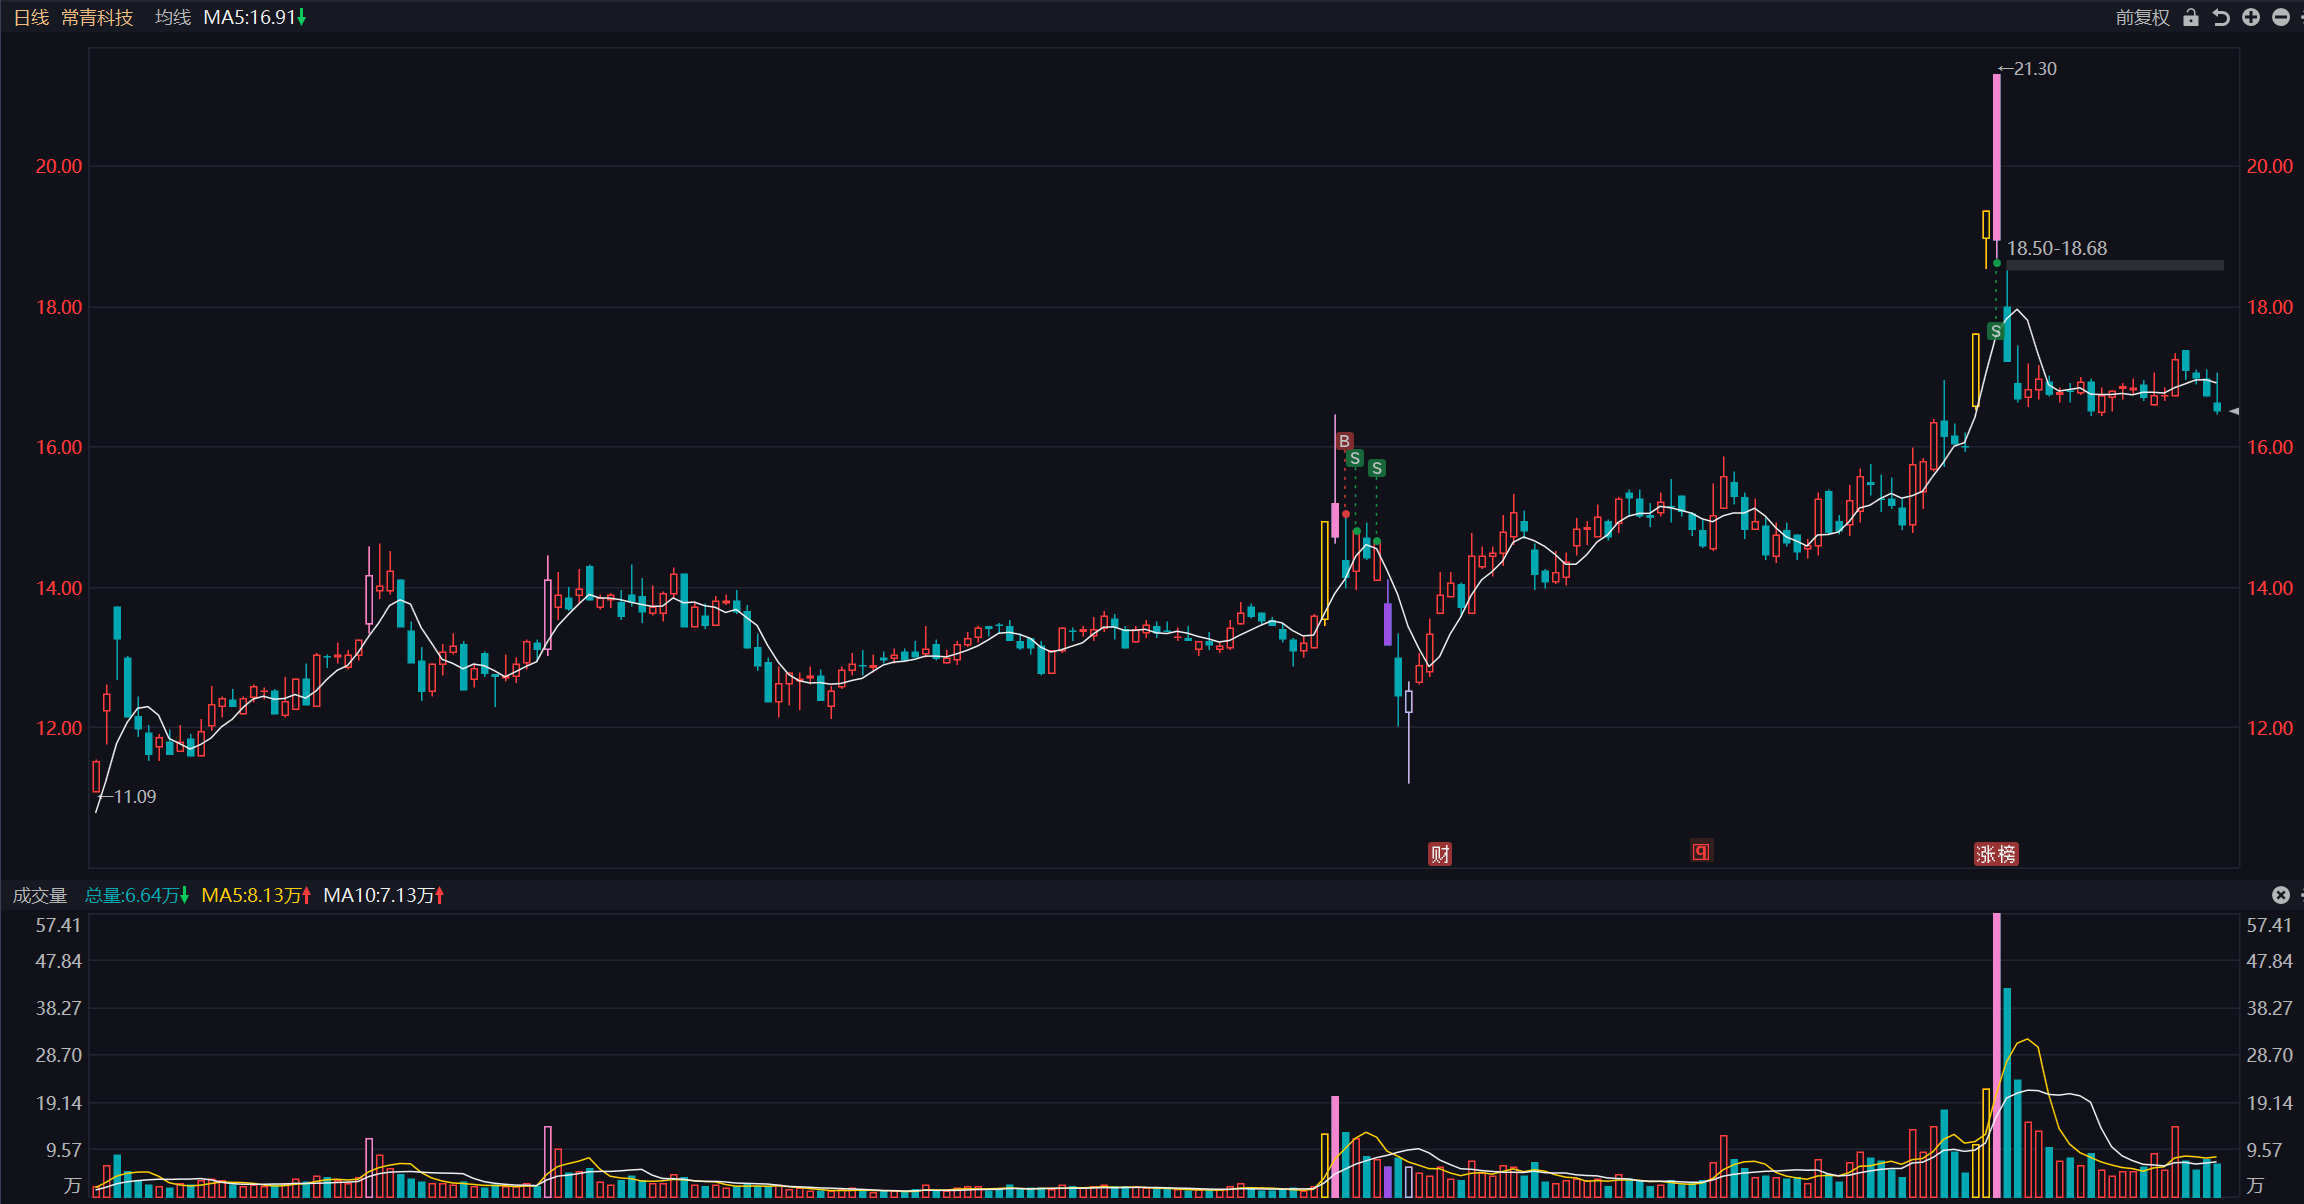 日线 常青科技 均线 MA5:16.91↓ 前复权
←21.30
20.00 20.00
18.50-18.68
18.00 18.00
S
B
S
S
16.00 16.00
14.00 14.00
12.00 12.00
←11.09
财 q 涨榜
成交量 总量:6.64万↓ MA5:8.13万↑ MA10:7.13万↑
57.41 57.41
47.84 47.84
38.27 38.27
28.70 28.70
19.14 19.14
9.57 9.57
万 万